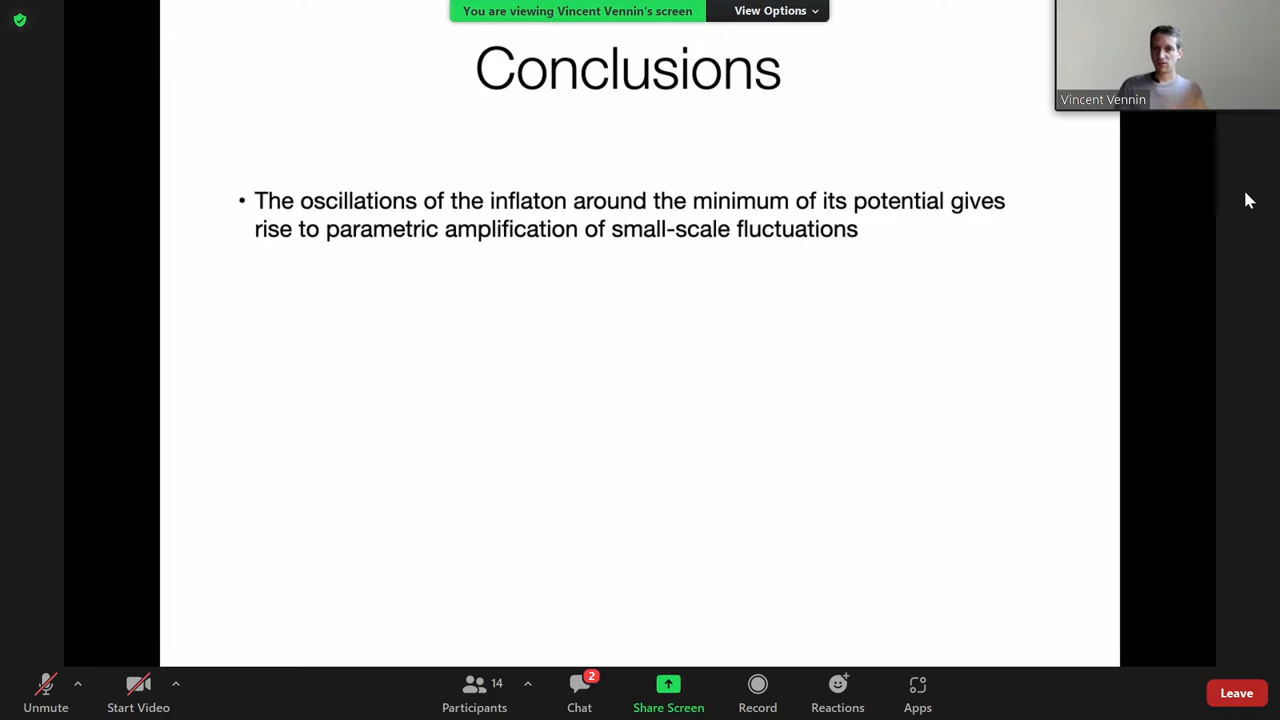 You are viewing Vincent Vennin's screen
View Options
Conclusions
Vincent Vennin
• The oscillations of the inflaton around the minimum of its potential gives
rise to parametric amplification of small-scale fluctuations
Unmute
Start Video
Participants
14
Chat
2
Share Screen
Record
Reactions
Apps
Leave